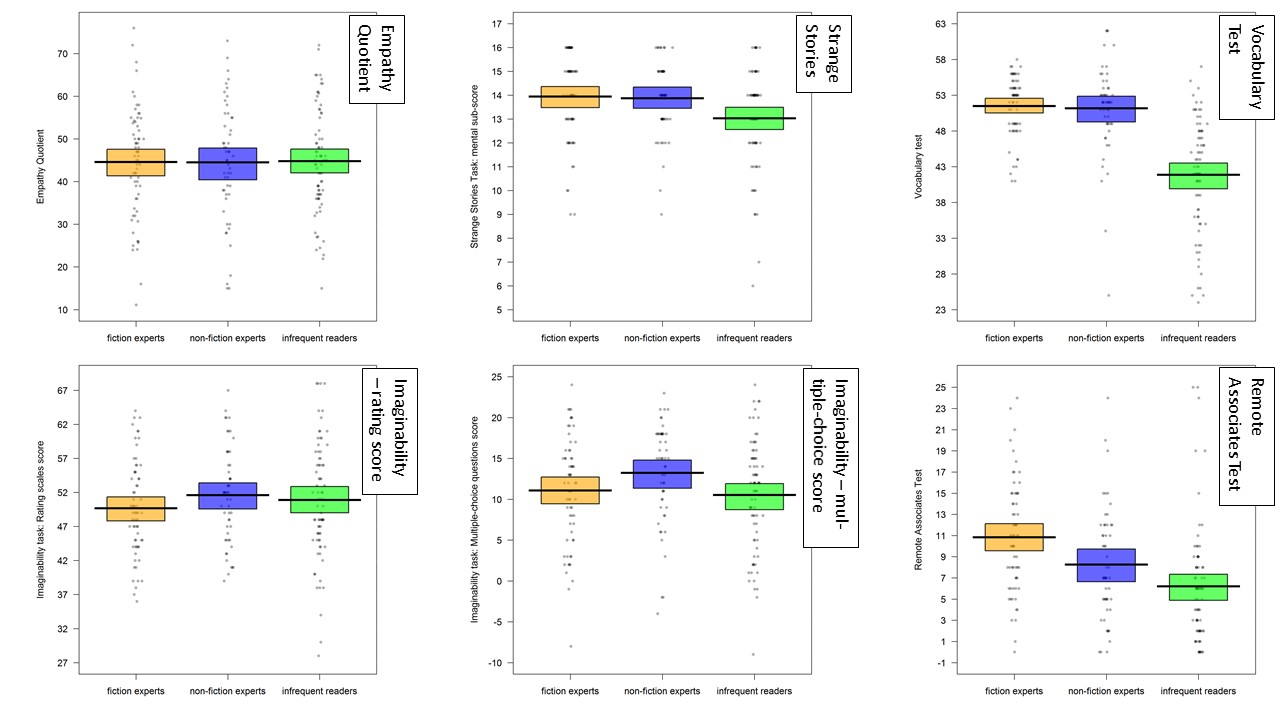 Empathy
Quotient
Empathy Quotient
70
60
50
40
30
20
10
fiction experts
non-fiction experts
infrequent readers
Strange
Stories
Strange Stories Task: mental sub-score
17
16
15
14
13
12
11
10
9
8
7
6
5
fiction experts
non-fiction experts
infrequent readers
Vocabulary
Test
Vocabulary test
63
58
53
48
43
38
33
28
23
fiction experts
non-fiction experts
infrequent readers
Imaginability
– rating score
Imaginability task: Rating scales score
67
62
57
52
47
42
37
32
27
fiction experts
non-fiction experts
infrequent readers
Imaginability – mul-
tiple-choice score
Imaginability task: Multiple-choice questions score
25
20
15
10
5
0
-5
-10
fiction experts
non-fiction experts
infrequent readers
Remote
Associates Test
Remote Associates Test
25
23
21
19
17
15
13
11
9
7
5
3
1
-1
fiction experts
non-fiction experts
infrequent readers